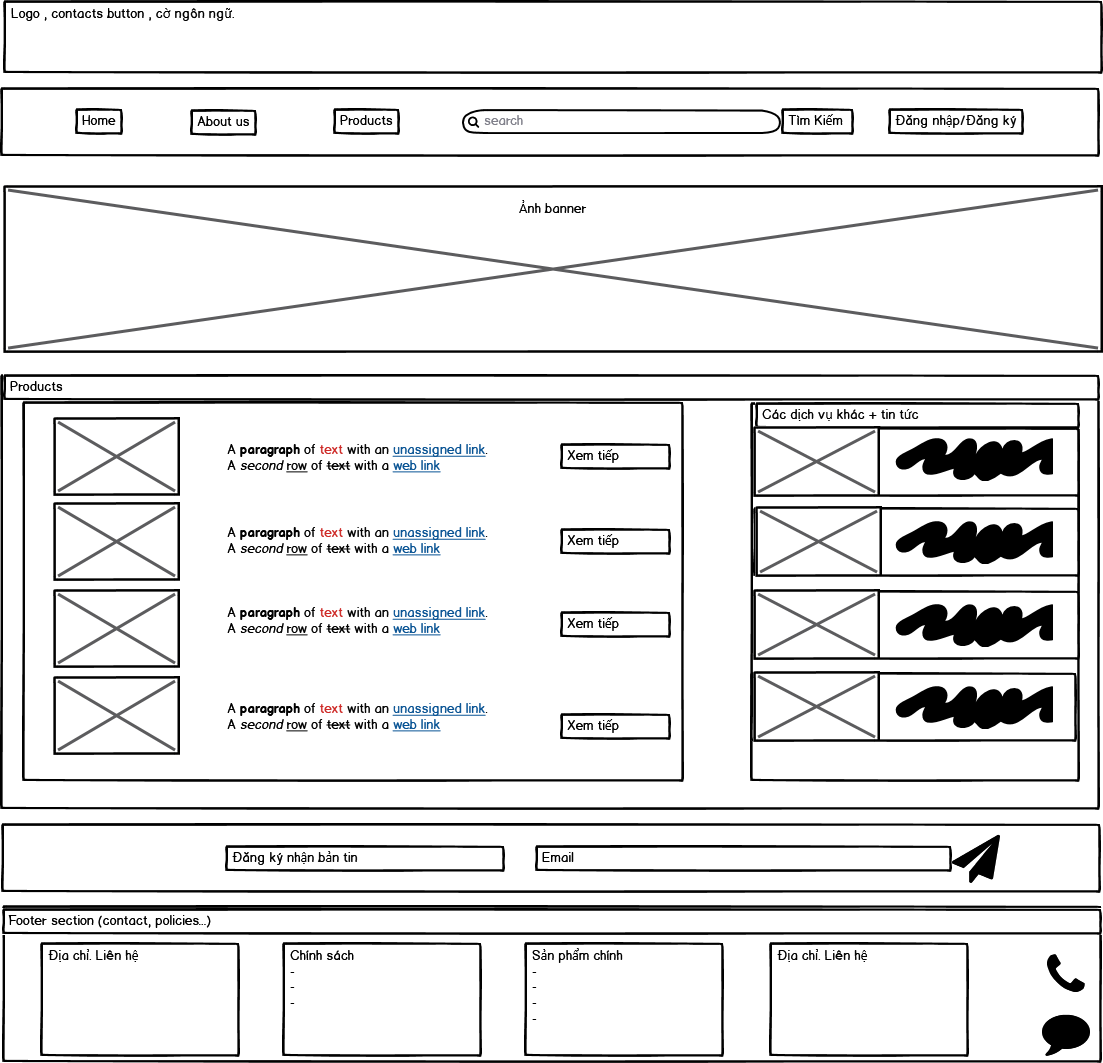 Logo , contacts button , cờ ngôn ngữ.
Home
About us
Products
search
Tìm Kiếm
Đăng nhập/Đăng ký
Ảnh banner
Products
A paragraph of text with an unassigned link.
A second row of text with a web link
Xem tiếp
A paragraph of text with an unassigned link.
A second row of text with a web link
Xem tiếp
A paragraph of text with an unassigned link.
A second row of text with a web link
Xem tiếp
A paragraph of text with an unassigned link.
A second row of text with a web link
Xem tiếp
Các dịch vụ khác + tin tức
Đăng ký nhận bản tin
Email
Footer section (contact, policies...)
Địa chỉ. Liên hệ
Chính sách
-
-
-
Sản phẩm chính
-
-
-
-
Địa chỉ. Liên hệ